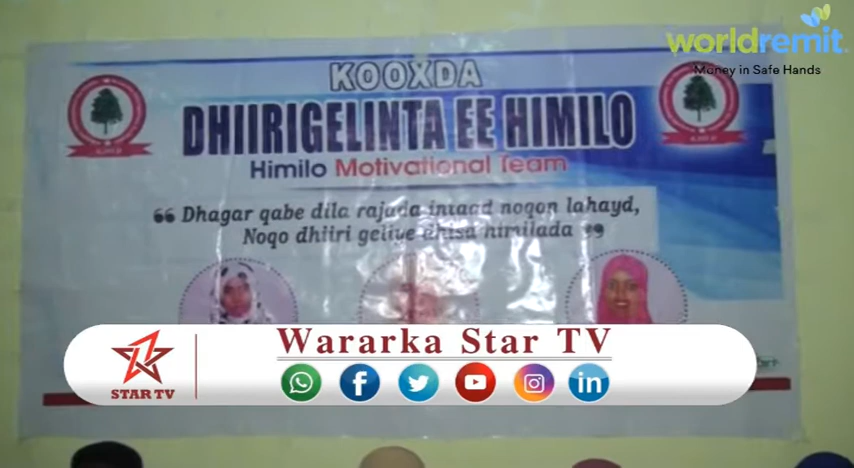 worldremit
Money in Safe Hands
KOOXDA
DHIIRIGELINTA EE HIMILO
Himilo Motivational Team
“ Dhagar qabe dila rajada intaad noqon lahayd,
Noqo dhiiri gelive dhisa himilada ”
Wararka Star TV
STAR TV